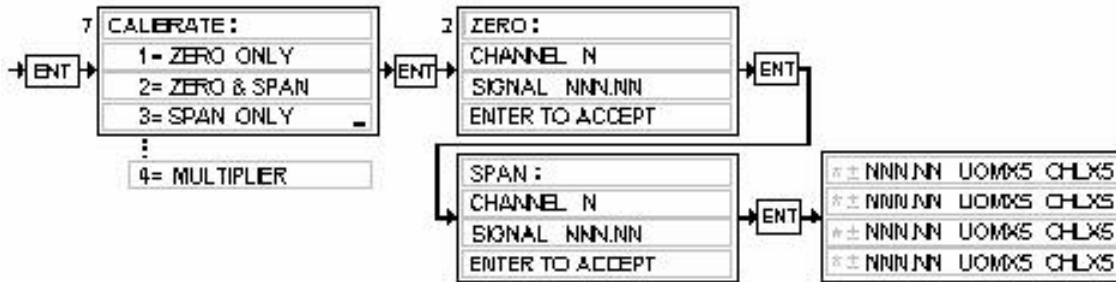 7 CALIBRATE:
1= ZERO ONLY
2= ZERO & SPAN
3= SPAN ONLY _
4= MULTIPLIER
ENT
ENT
2 ZERO:
CHANNEL N
SIGNAL NNN.NN
ENTER TO ACCEPT
ENT
SPAN:
CHANNEL N
SIGNAL NNN.NN
ENTER TO ACCEPT
ENT
*± NNN.NN UOMX5 CHLX5
*± NNN.NN UOMX5 CHLX5
*± NNN.NN UOMX5 CHLX5
*± NNN.NN UOMX5 CHLX5